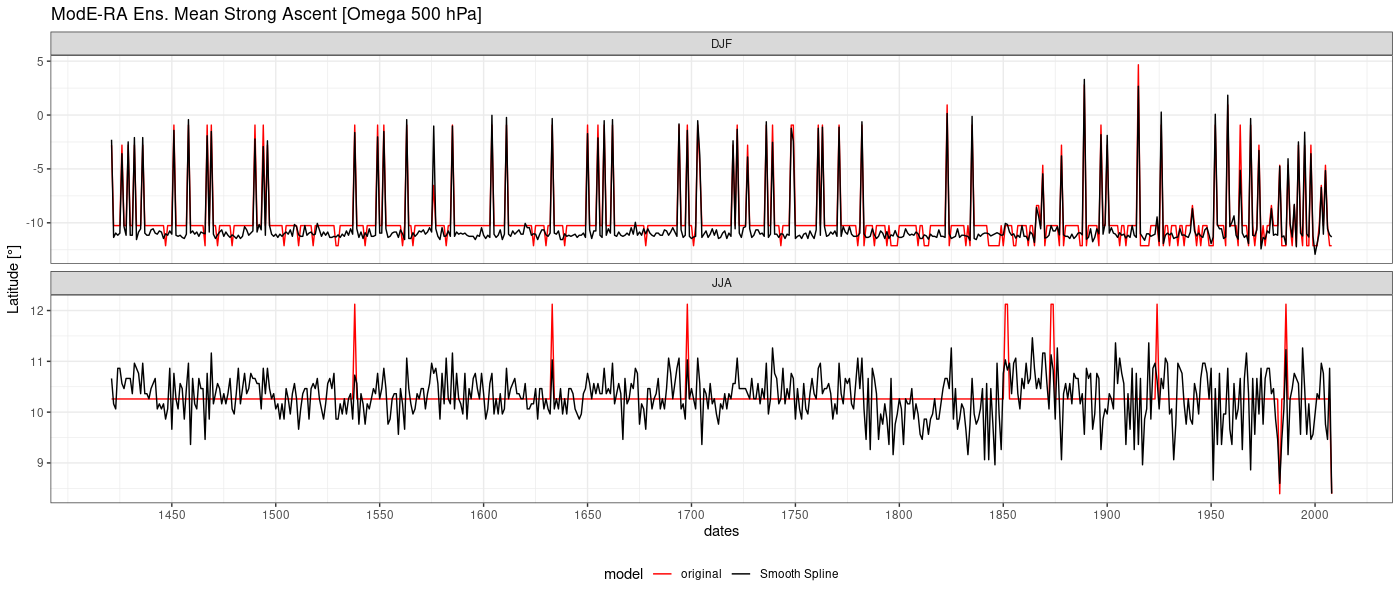 ModE-RA Ens. Mean Strong Ascent [Omega 500 hPa]
DJF
5
0
-5
-10
JJA
12
11
10
9
Latitude [°]
1450 1500 1550 1600 1650 1700 1750 1800 1850 1900 1950 2000
dates
model original Smooth Spline